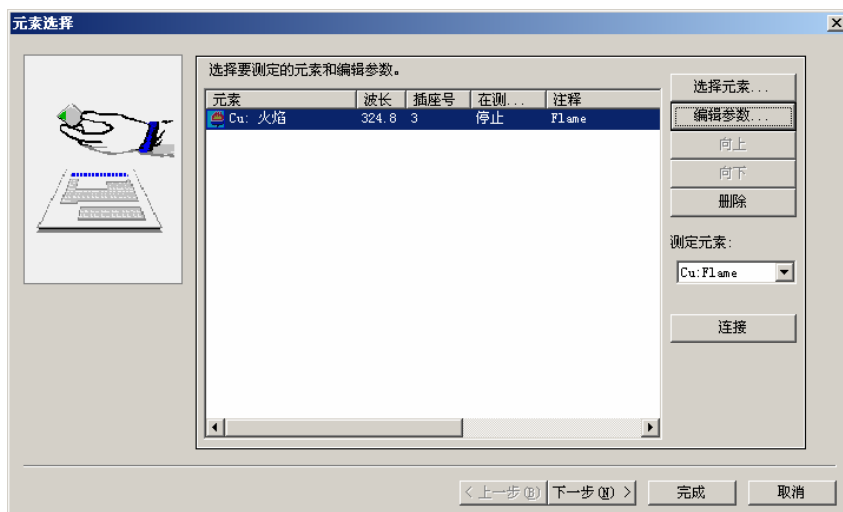 元素选择
选择要测定的元素和编辑参数。
元素 波长 插座号 在测... 注释
Cu: 火焰 324.8 3 停止 Flame
选择元素...
编辑参数...
向上
向下
删除
测定元素:
Cu:Flame
连接
< 上一步(B) 下一步(N) > 完成 取消